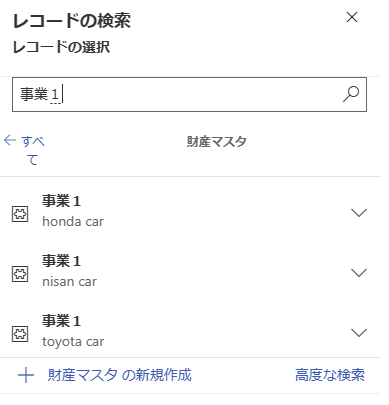 レコードの検索
レコードの選択
事業１
← すべて
財産マスタ
事業１
honda car
事業１
nisan car
事業１
toyota car
財産マスタ の新規作成
高度な検索